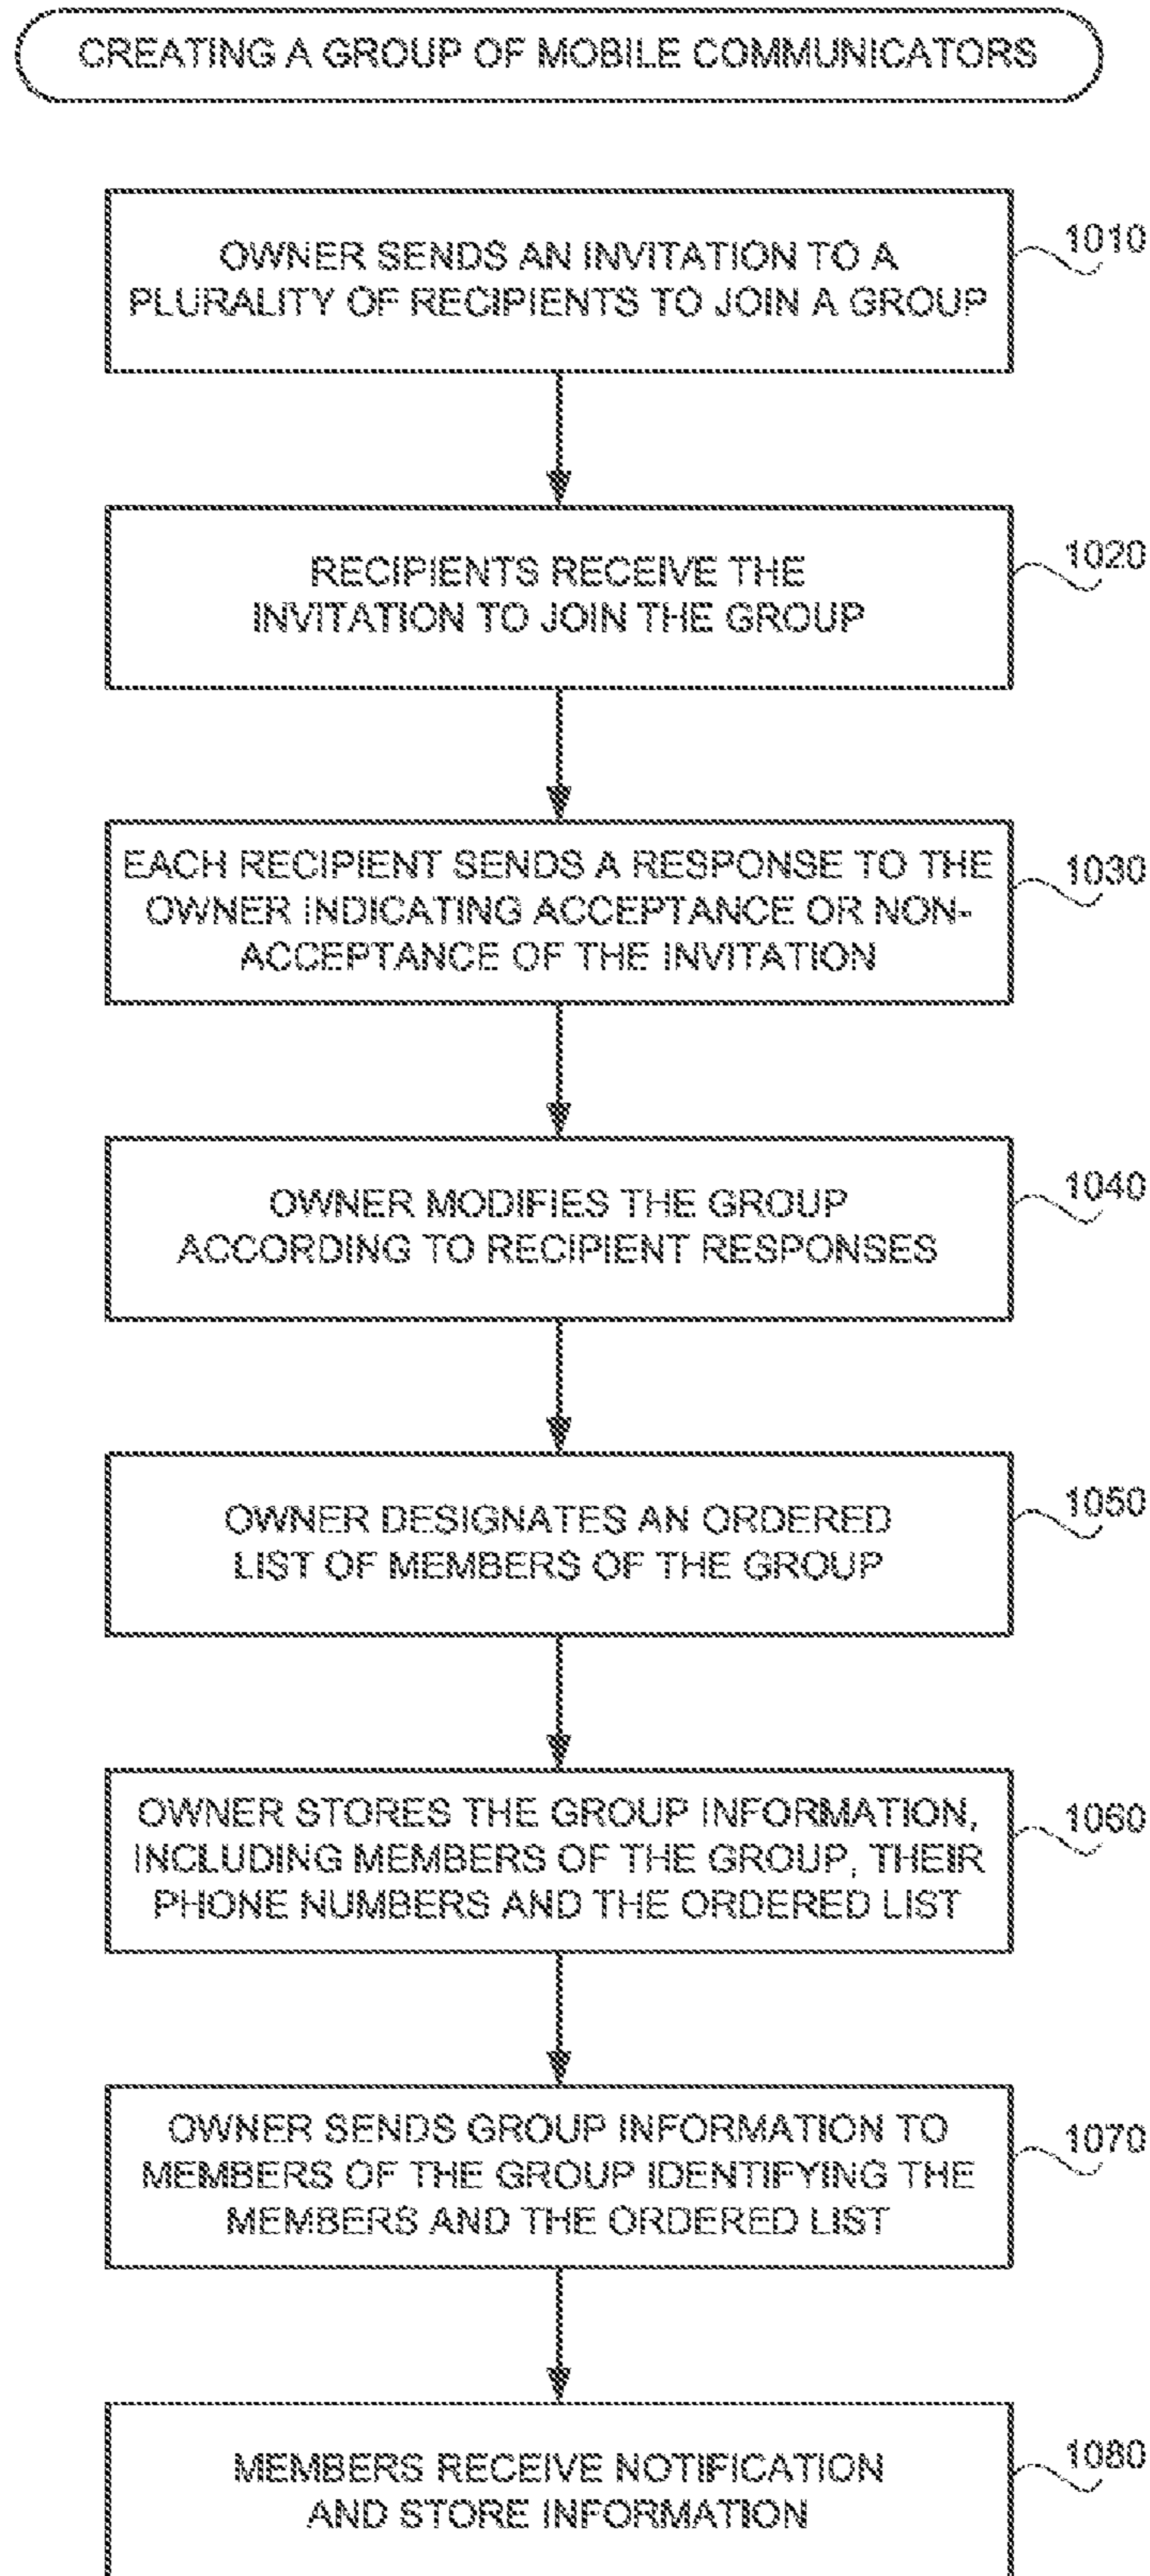 CREATING A GROUP OF MOBILE COMMUNICATORS
OWNER SENDS AN INVITATION TO A
PLURALITY OF RECIPIENTS TO JOIN A GROUP
1010
RECIPIENTS RECEIVE THE
INVITATION TO JOIN THE GROUP
1020
EACH RECIPIENT SENDS A RESPONSE TO THE
OWNER INDICATING ACCEPTANCE OR NON-
ACCEPTANCE OF THE INVITATION
1030
OWNER MODIFIES THE GROUP
ACCORDING TO RECIPIENT RESPONSES
1040
OWNER DESIGNATES AN ORDERED
LIST OF MEMBERS OF THE GROUP
1050
OWNER STORES THE GROUP INFORMATION,
INCLUDING MEMBERS OF THE GROUP, THEIR
PHONE NUMBERS AND THE ORDERED LIST
1060
OWNER SENDS GROUP INFORMATION TO
MEMBERS OF THE GROUP IDENTIFYING THE
MEMBERS AND THE ORDERED LIST
1070
MEMBERS RECEIVE NOTIFICATION
AND STORE INFORMATION
1080